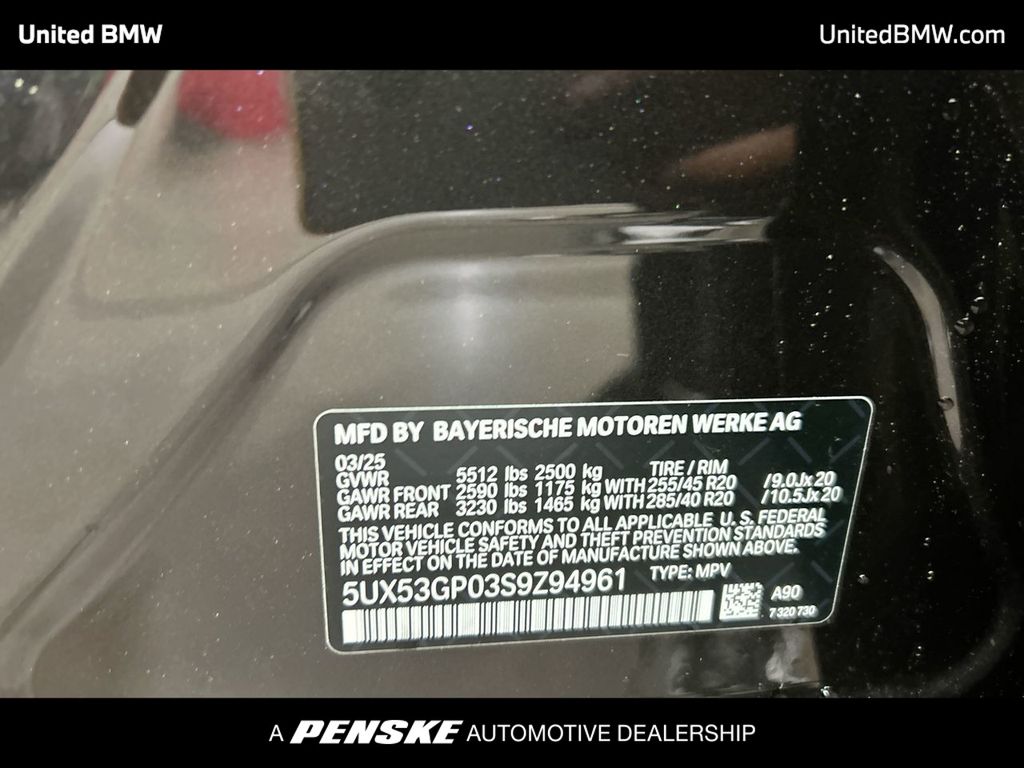 United BMW
UnitedBMW.com
MFD BY BAYERISCHE MOTOREN WERKE AG
03/25
GVWR 5512 lbs 2500 kg TIRE / RIM
GAWR FRONT 2590 lbs 1175 kg WITH 255/45 R20 /9.0Jx20
GAWR REAR 3230 lbs 1465 kg WITH 285/40 R20 /10.5Jx20
THIS VEHICLE CONFORMS TO ALL APPLICABLE U. S. FEDERAL
MOTOR VEHICLE SAFETY AND THEFT PREVENTION STANDARDS
IN EFFECT ON THE DATE OF MANUFACTURE SHOWN ABOVE.
5UX53GP03S9Z94961 TYPE: MPV
A90
7 320 730
A PENSKE AUTOMOTIVE DEALERSHIP